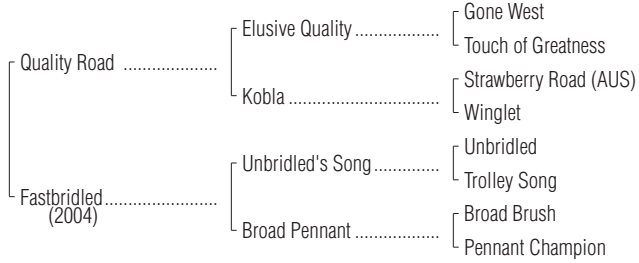 Gone West
Elusive Quality ...................
Touch of Greatness
Quality Road .....................
Strawberry Road (AUS)
Kobla ..................................
Winglet
Unbridled
Unbridled's Song...............
Trolley Song
Fastbridled.........................
(2004)
Broad Brush
Broad Pennant ...................
Pennant Champion